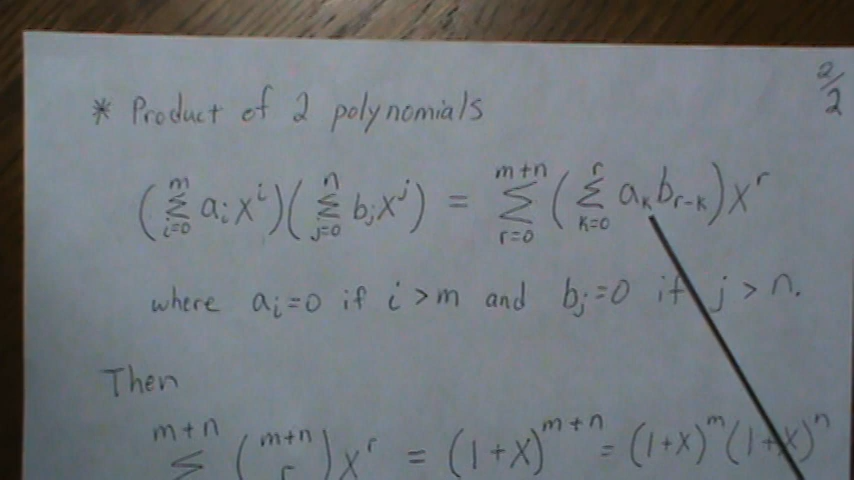 2/2
* Product of 2 polynomials
(∑_{i=0}^{m} a_i x^i)(∑_{j=0}^{n} b_j x^j) = ∑_{r=0}^{m+n} (∑_{k=0}^{r} a_k b_{r-k}) x^r
where a_i=0 if i>m and b_j=0 if j>n.
Then
∑^{m+n} (m+n r) x^r = (1+x)^{m+n} = (1+x)^m (1+x)^n